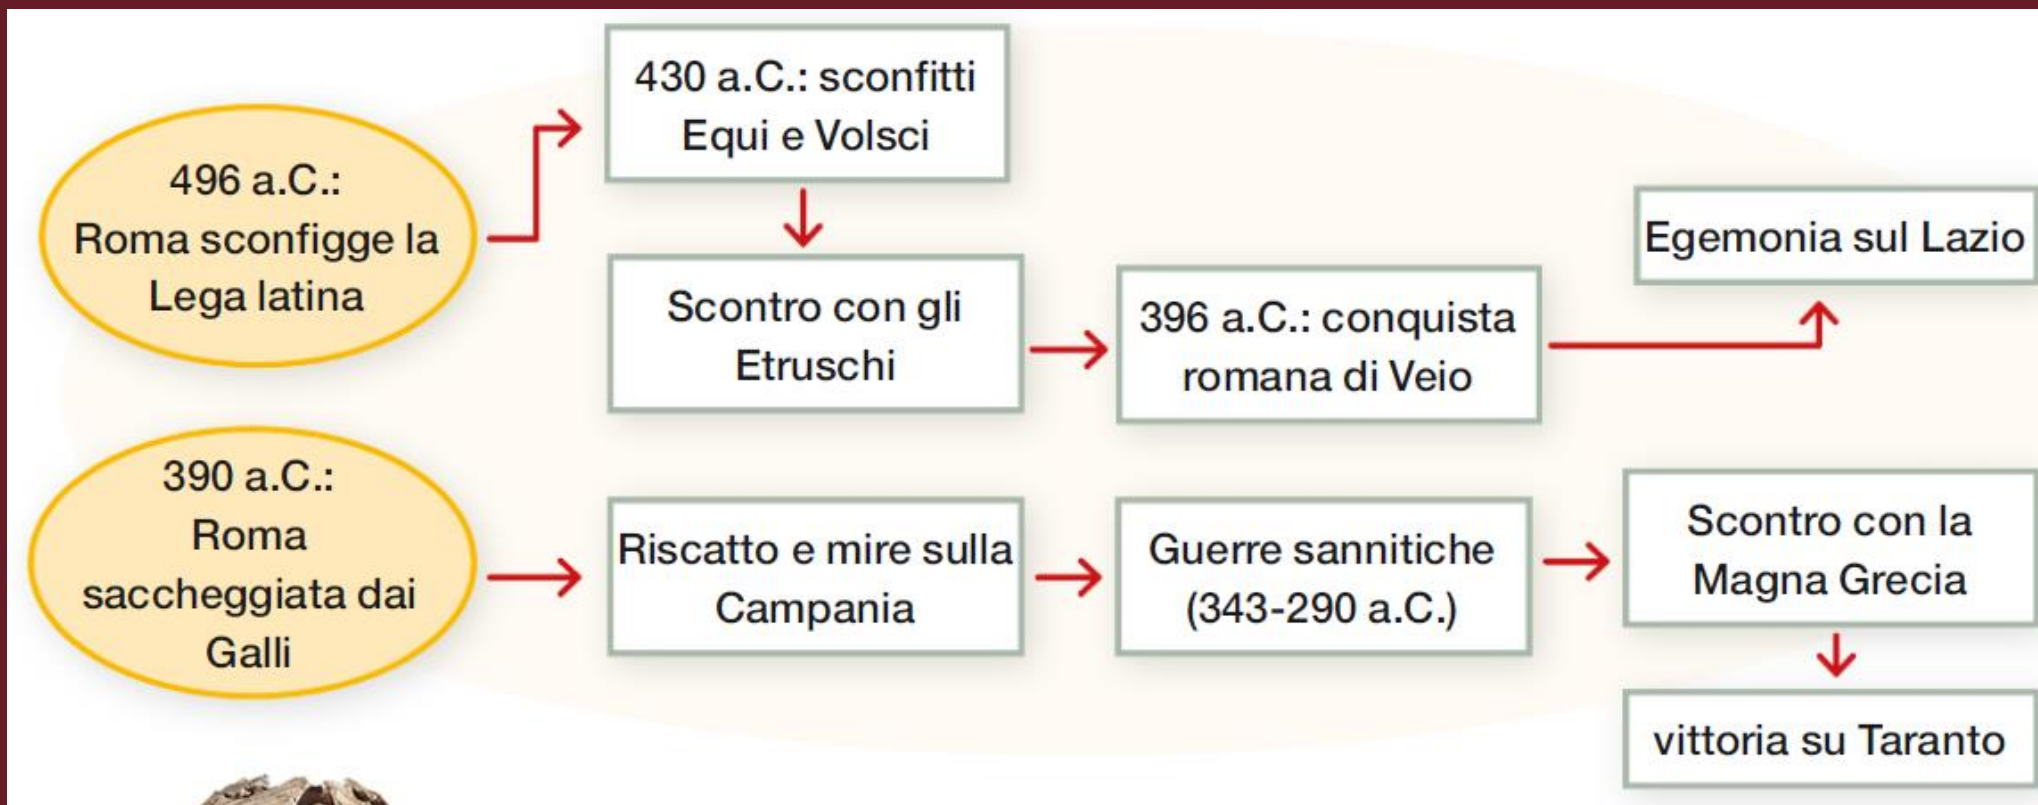 496 a.C.:
Roma sconfigge la
Lega latina
430 a.C.: sconfitti
Equi e Volsci
Scontro con gli
Etruschi
396 a.C.: conquista
romana di Veio
Egemonia sul Lazio
390 a.C.:
Roma
saccheggiata dai
Galli
Riscatto e mire sulla
Campania
Guerre sannitiche
(343-290 a.C.)
Scontro con la
Magna Grecia
vittoria su Taranto